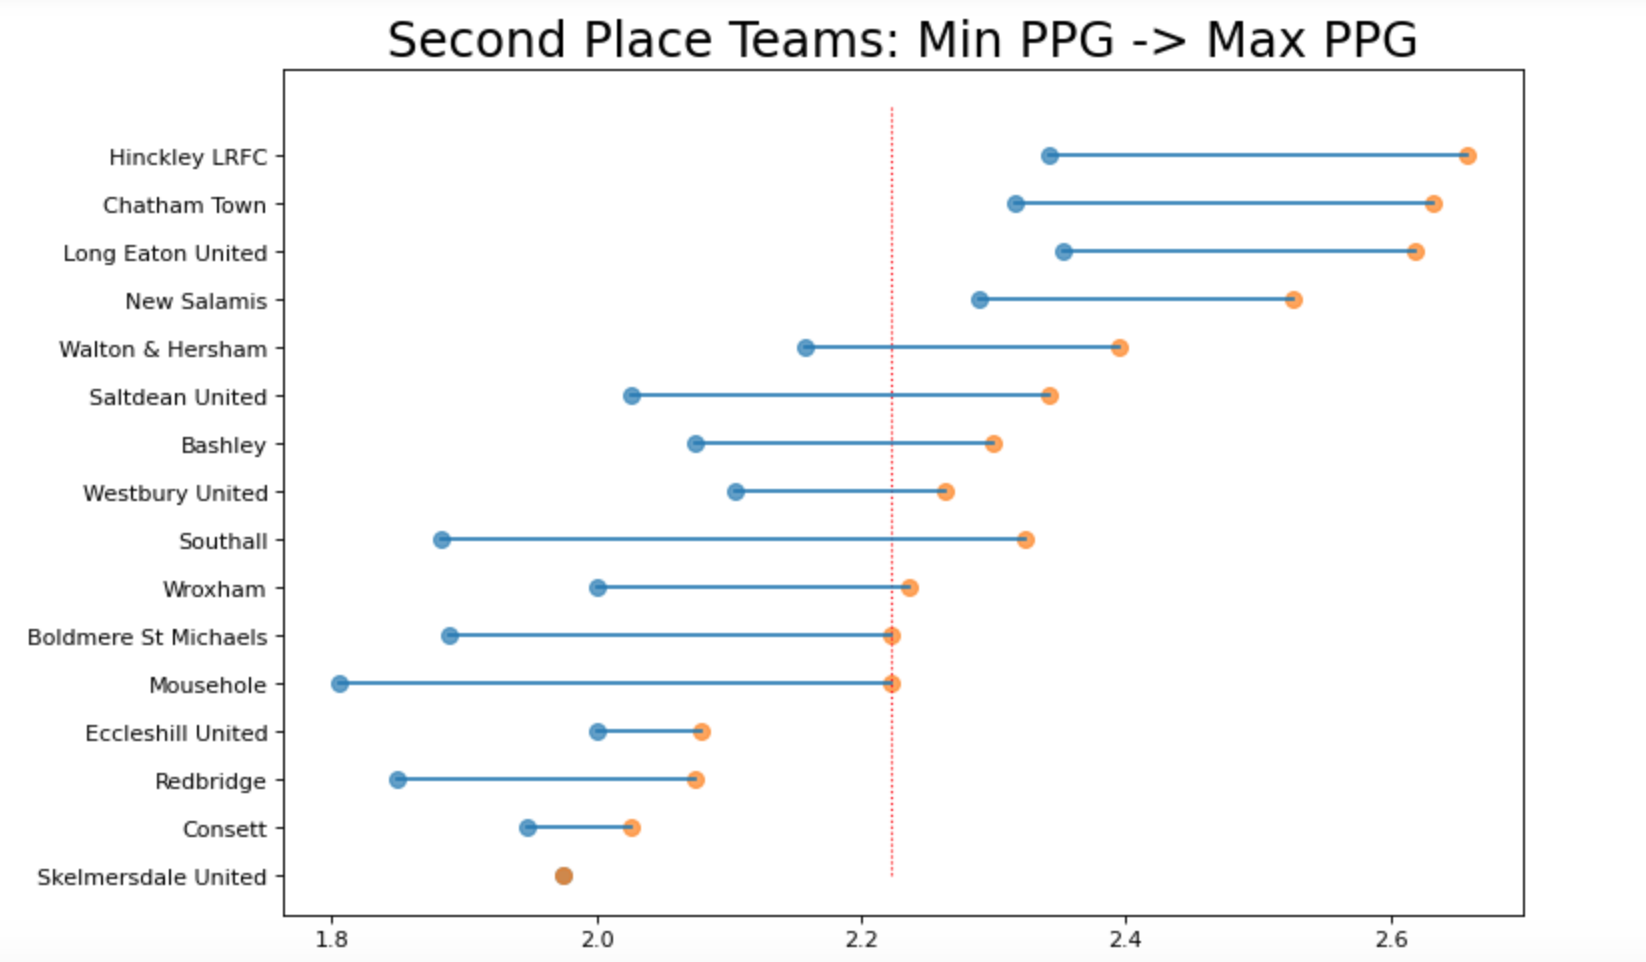 Second Place Teams: Min PPG -> Max PPG
Hinckley LRFC
Chatham Town
Long Eaton United
New Salamis
Walton & Hersham
Saltdean United
Bashley
Westbury United
Southall
Wroxham
Boldmere St Michaels
Mousehole
Eccleshill United
Redbridge
Consett
Skelmersdale United
1.8 2.0 2.2 2.4 2.6